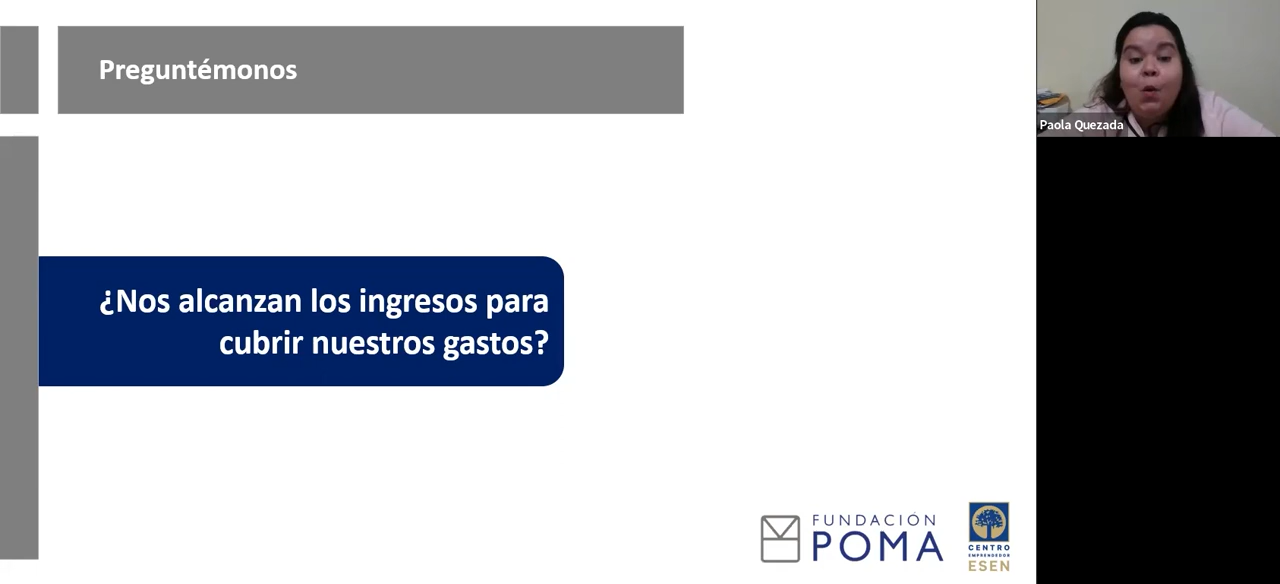 Preguntémonos
¿Nos alcanzan los ingresos para
cubrir nuestros gastos?
Paola Quezada
FUNDACIÓN
POMA
CENTRO
EMPRENDEDOR
ESEN